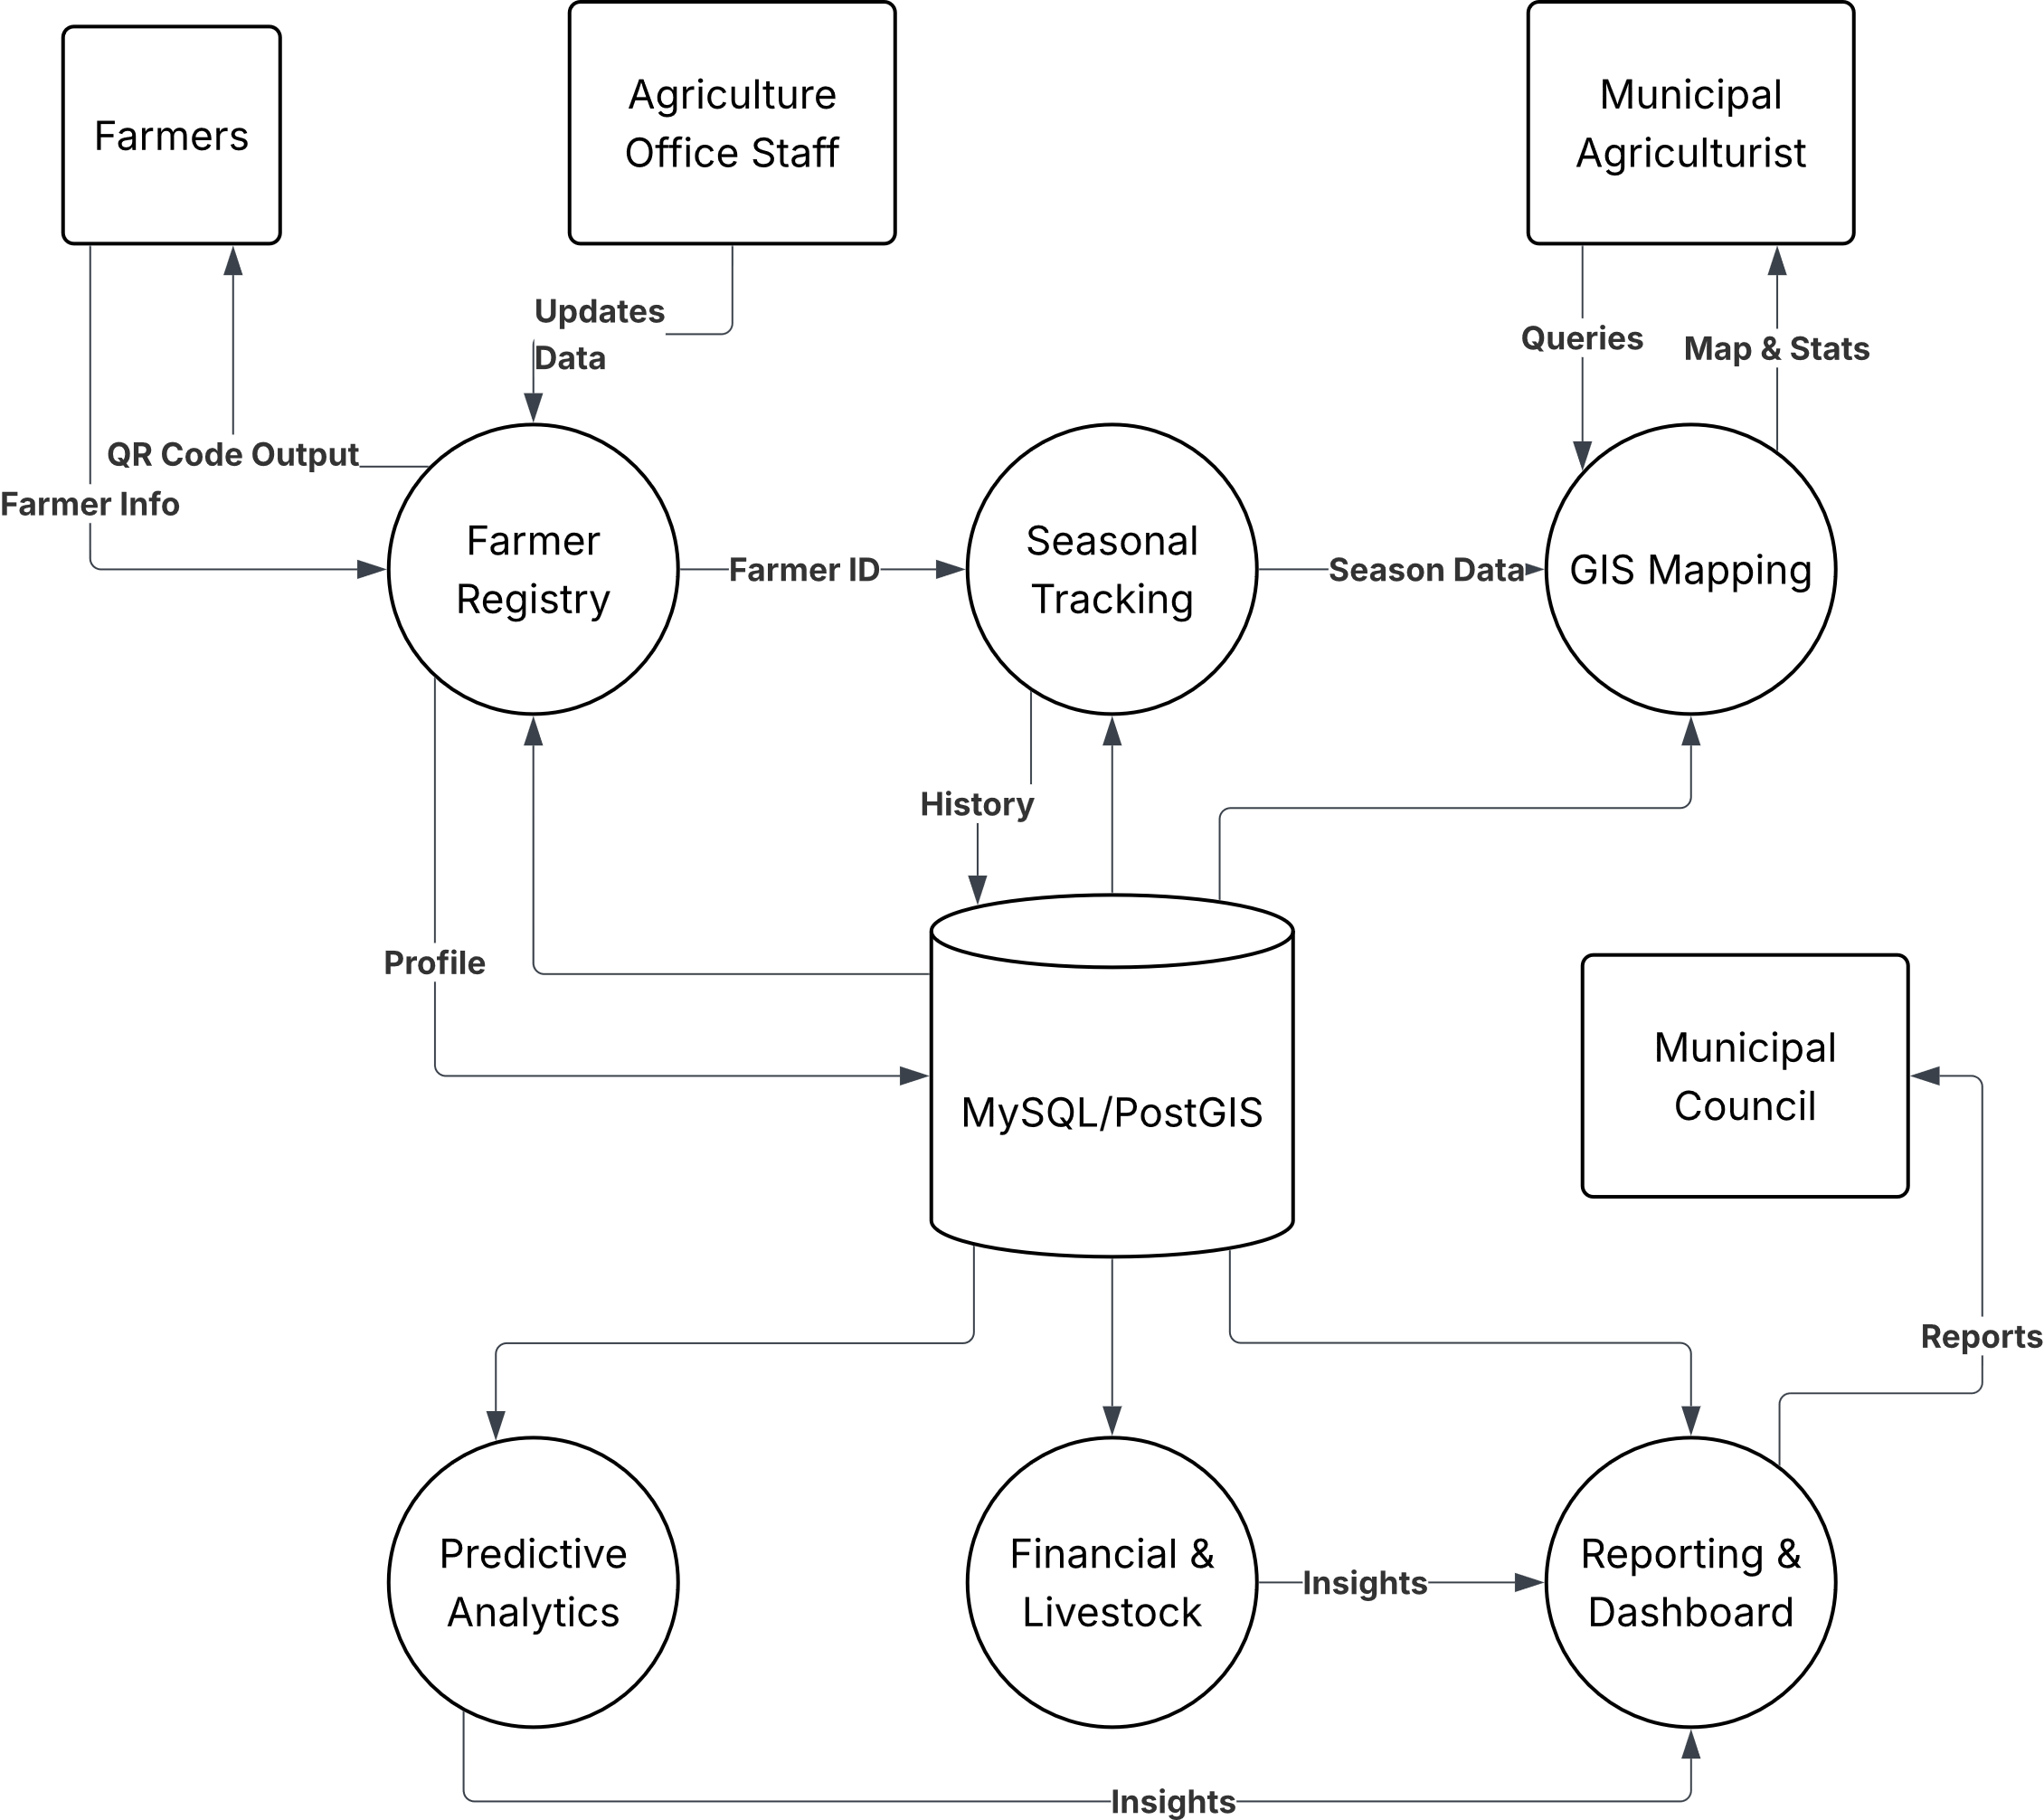 Farmers
Agriculture
Office Staff
Municipal
Agriculturist
Updates
Data
Queries
Map & Stats
QR Code Output
Farmer Info
Farmer
Registry
Farmer ID
Seasonal
Tracking
Season Data
GIS Mapping
History
Profile
MySQL/PostGIS
Municipal
Council
Reports
Predictive
Analytics
Financial &
Livestock
Insights
Reporting &
Dashboard
Insights